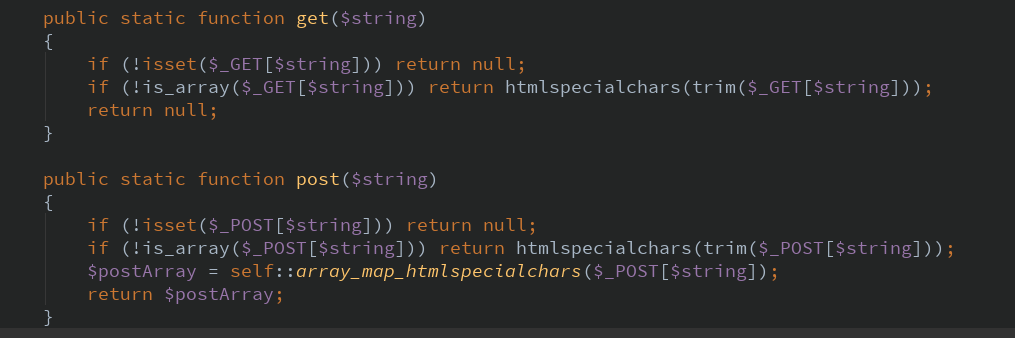 public static function get($string)
{
if (!isset($_GET[$string])) return null;
if (!is_array($_GET[$string])) return htmlspecialchars(trim($_GET[$string]));
return null;
}
public static function post($string)
{
if (!isset($_POST[$string])) return null;
if (!is_array($_POST[$string])) return htmlspecialchars(trim($_POST[$string]));
$postArray = self::array_map_htmlspecialchars($_POST[$string]);
return $postArray;
}